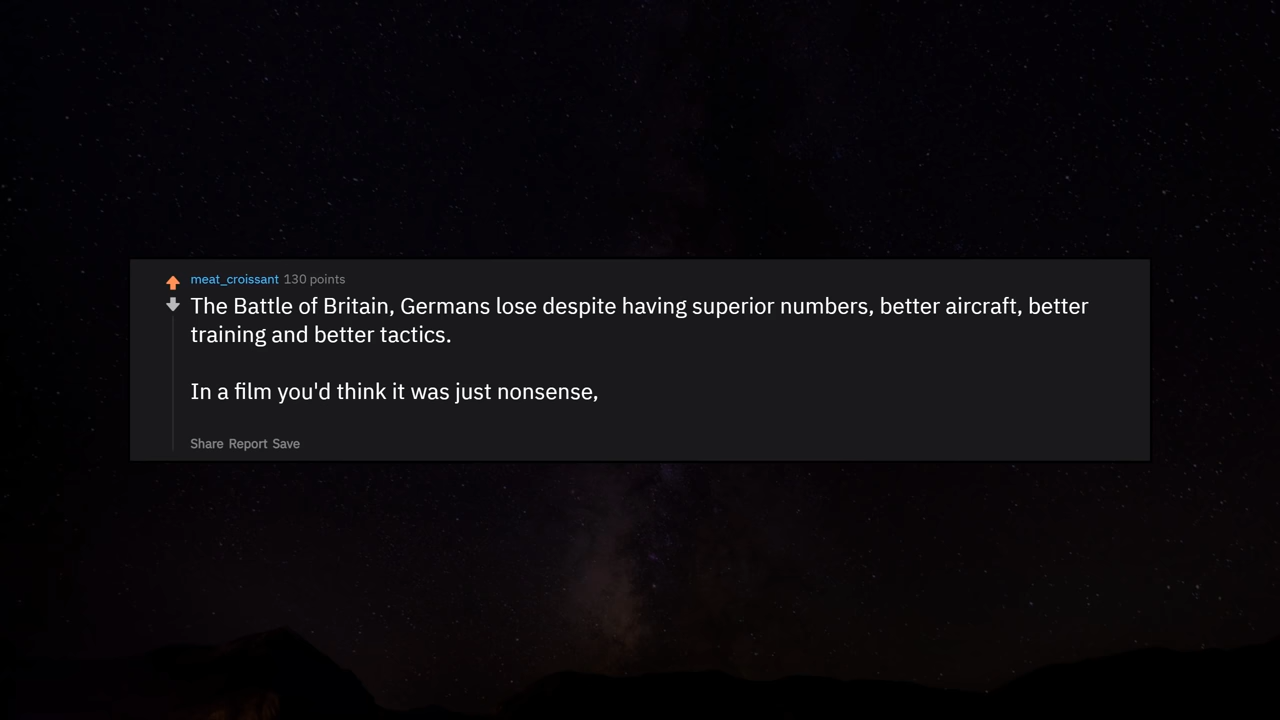 meat_croissant 130 points
The Battle of Britain, Germans lose despite having superior numbers, better aircraft, better
training and better tactics.
In a film you'd think it was just nonsense,
Share Report Save